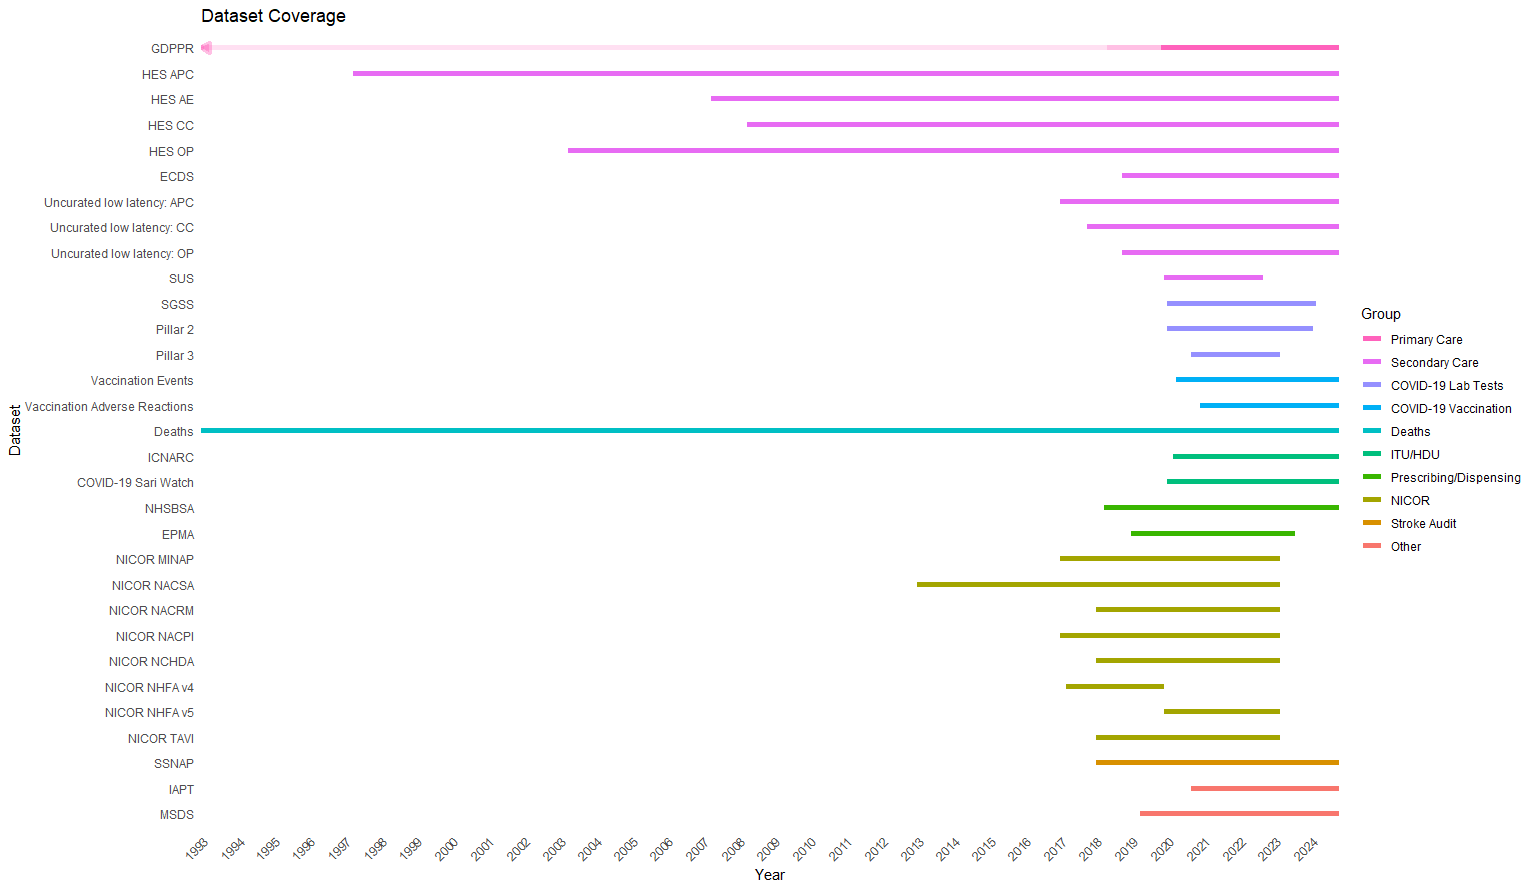 Dataset Coverage
GDPPR
HES APC
HES AE
HES CC
HES OP
ECDS
Uncurated low latency: APC
Uncurated low latency: CC
Uncurated low latency: OP
SUS
SGSS
Pillar 2
Pillar 3
Vaccination Events
Vaccination Adverse Reactions
Deaths
ICNARC
COVID-19 Sari Watch
NHSBSA
EPMA
NICOR MINAP
NICOR NACSA
NICOR NACRM
NICOR NACPI
NICOR NCHDA
NICOR NHFA v4
NICOR NHFA v5
NICOR TAVI
SSNAP
IAPT
MSDS
Dataset
1993 1994 1995 1996 1997 1998 1999 2000 2001 2002 2003 2004 2005 2006 2007 2008 2009 2010 2011 2012 2013 2014 2015 2016 2017 2018 2019 2020 2021 2022 2023 2024
Year
Group
Primary Care
Secondary Care
COVID-19 Lab Tests
COVID-19 Vaccination
Deaths
ITU/HDU
Prescribing/Dispensing
NICOR
Stroke Audit
Other